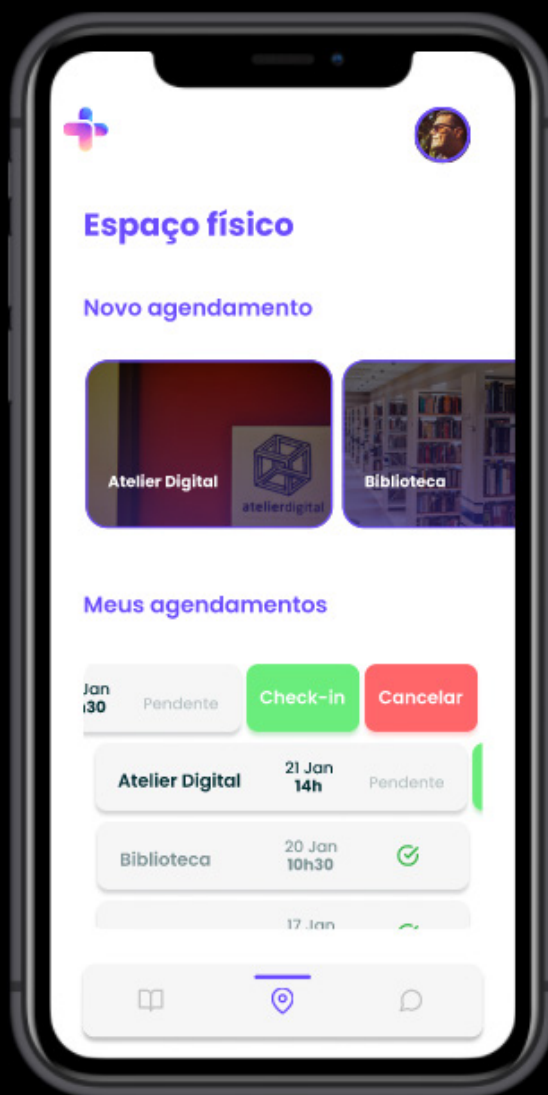 Espaço físico
Novo agendamento
Atelier Digital
atelierdigital
Biblioteca
Meus agendamentos
Jan
30
Pendente
Check-in
Cancelar
Atelier Digital
21 Jan
14h
Pendente
Biblioteca
20 Jan
10h30
17 Jan